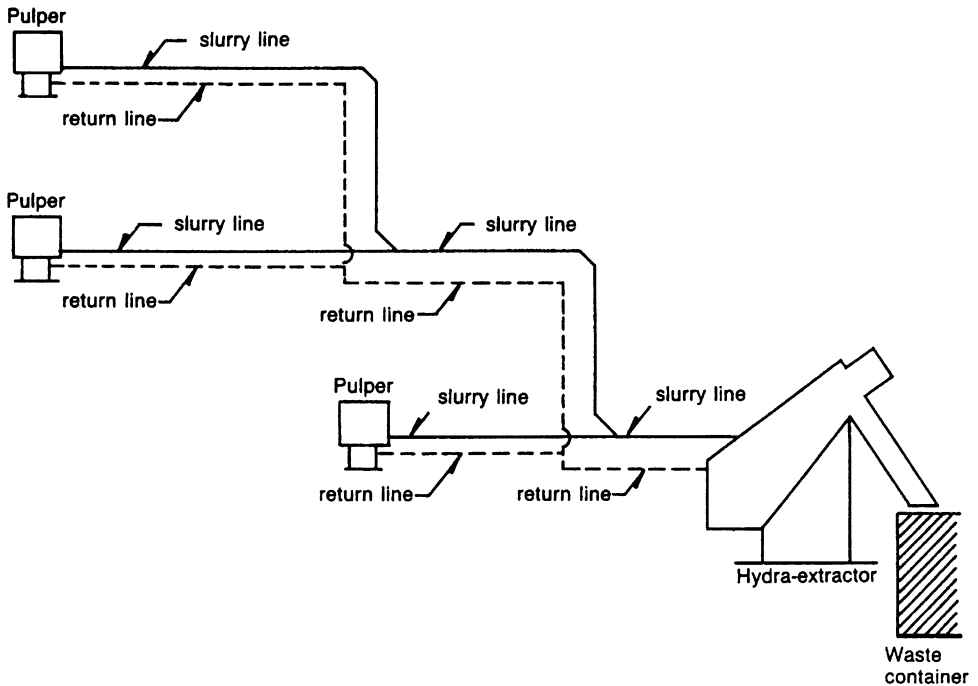 Pulper
slurry line
return line
Pulper
slurry line
slurry line
return line
return line
Pulper
slurry line
slurry line
return line
return line
Hydra-extractor
Waste
container